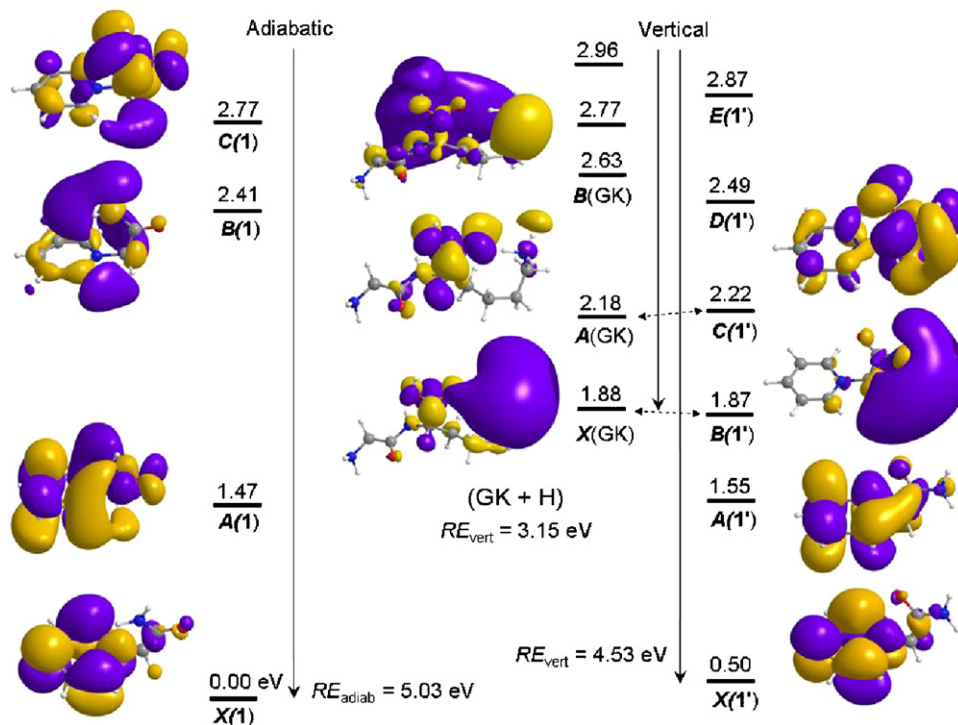 Adiabatic
Vertical
2.77
C(1)
2.41
B(1)
1.47
A(1)
0.00 eV
X(1)
RE_adiab = 5.03 eV
2.96
2.77
2.63
B(GK)
2.18
A(GK)
1.88
X(GK)
(GK + H)
RE_vert = 3.15 eV
2.87
E(1')
2.49
D(1')
2.22
C(1')
1.87
B(1')
1.55
A(1')
RE_vert = 4.53 eV
0.50
X(1')